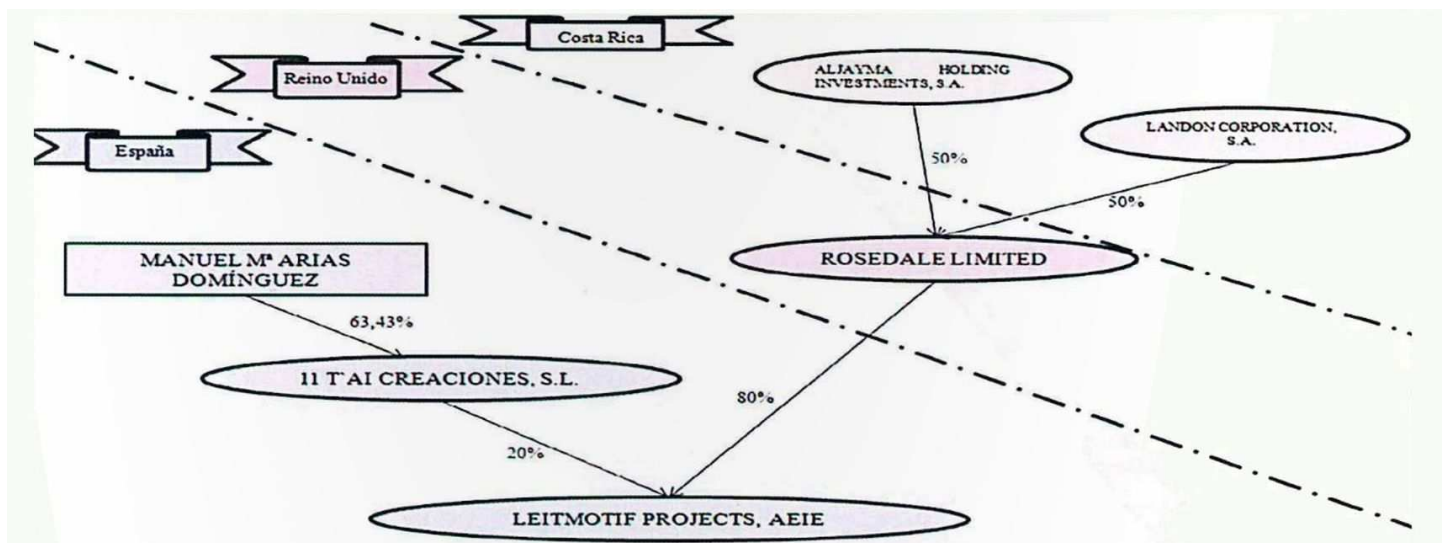 Costa Rica
Reino Unido
España
ALJAYMA HOLDING
INVESTMENTS, S.A.
LANDON CORPORATION,
S.A.
50%
50%
ROSEDALE LIMITED
MANUEL Mª ARIAS
DOMÍNGUEZ
63,43%
11 T`AI CREACIONES, S.L.
80%
20%
LEITMOTIF PROJECTS, AEIE